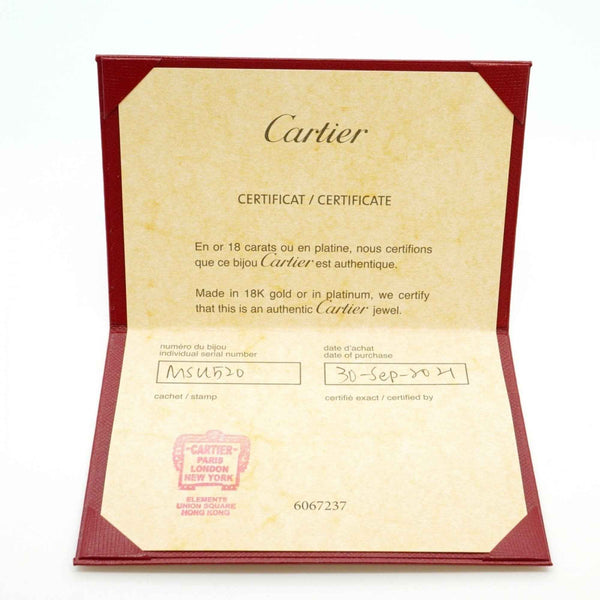 Cartier
CERTIFICAT / CERTIFICATE
En or 18 carats ou en platine, nous certifions
que ce bijou Cartier est authentique.
Made in 18K gold or in platinum, we certify
that this is an authentic Cartier jewel.
numéro du bijou
individual serial number
date d'achat
date of purchase
MSU520
30-Sep-2021
cachet / stamp
certifié exact / certified by
CARTIER
PARIS
LONDON
NEW YORK
ELEMENTS
UNION SQUARE
HONG KONG
6067237